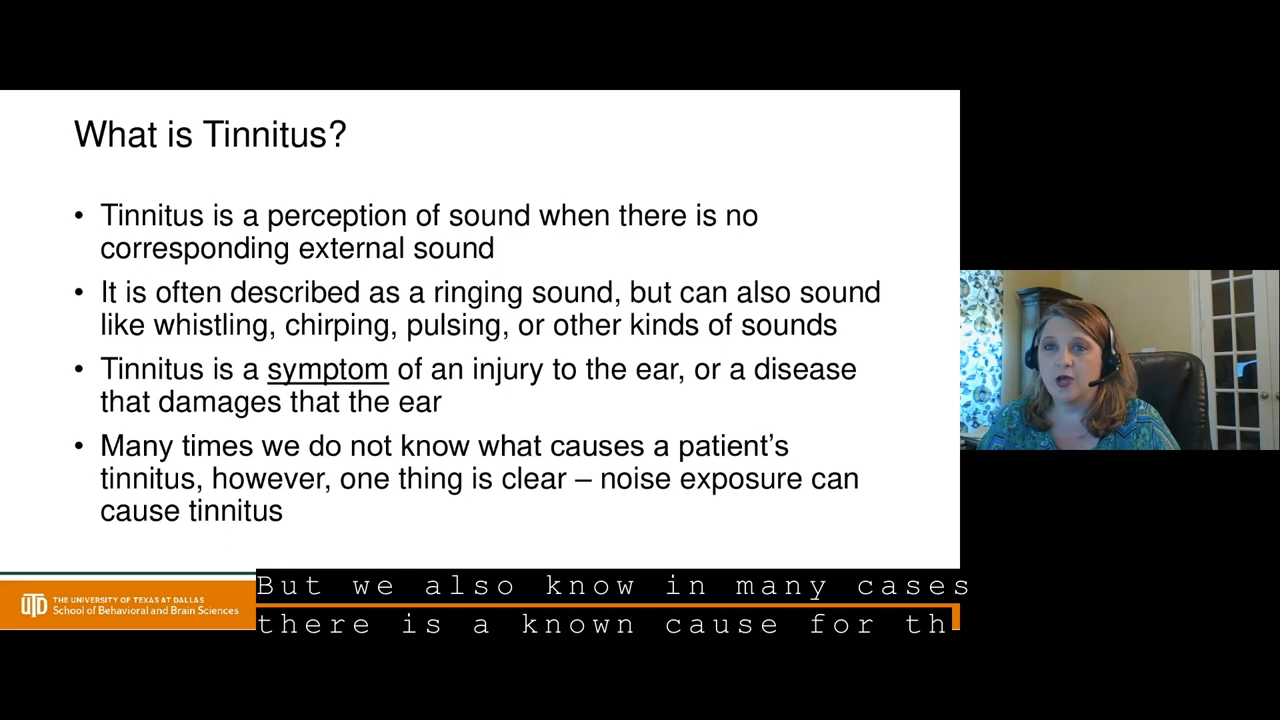 What is Tinnitus?
• Tinnitus is a perception of sound when there is no
corresponding external sound
• It is often described as a ringing sound, but can also sound
like whistling, chirping, pulsing, or other kinds of sounds
• Tinnitus is a symptom of an injury to the ear, or a disease
that damages that the ear
• Many times we do not know what causes a patient’s
tinnitus, however, one thing is clear – noise exposure can
cause tinnitus
UTD
THE UNIVERSITY OF TEXAS AT DALLAS
School of Behavioral and Brain Sciences
But we also know in many cases
there is a known cause for th